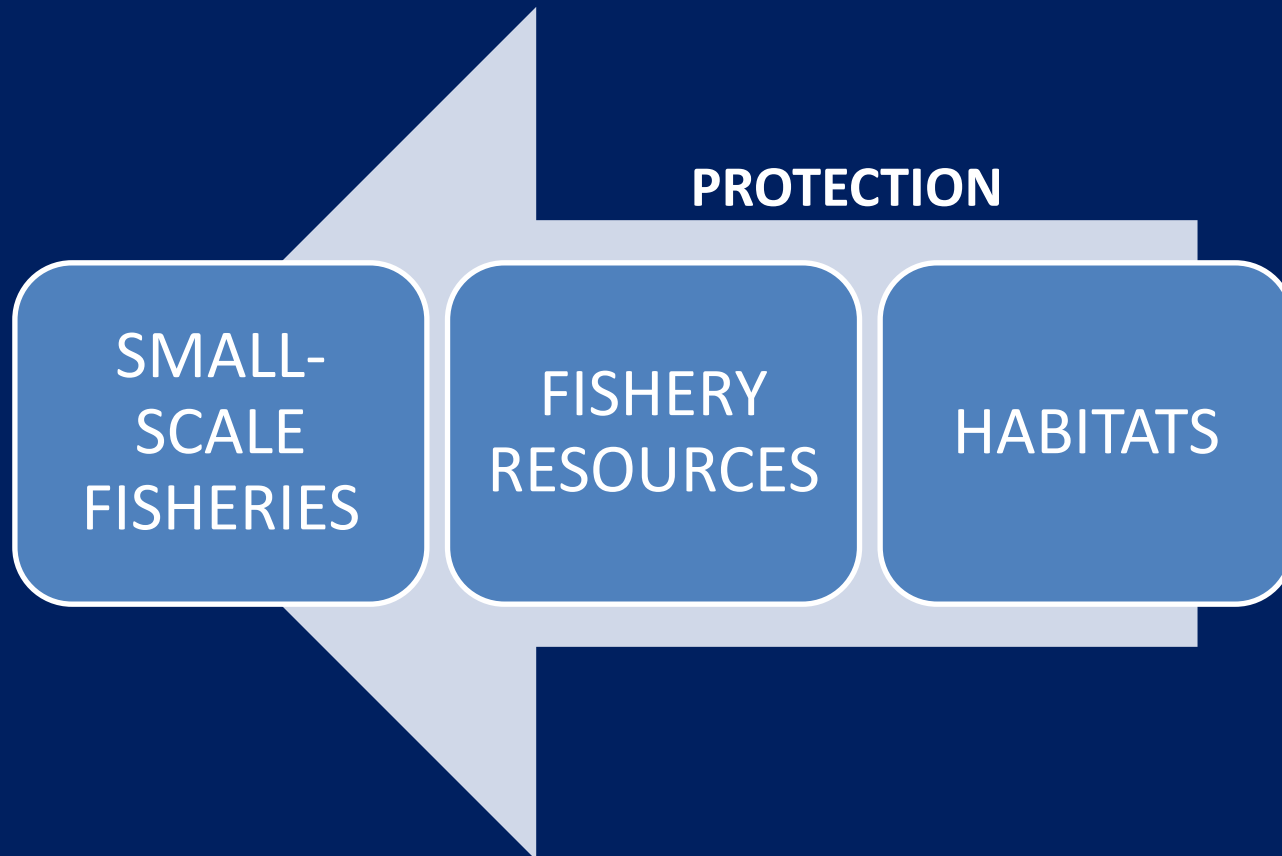 PROTECTION
SMALL-
SCALE
FISHERIES
FISHERY
RESOURCES
HABITATS